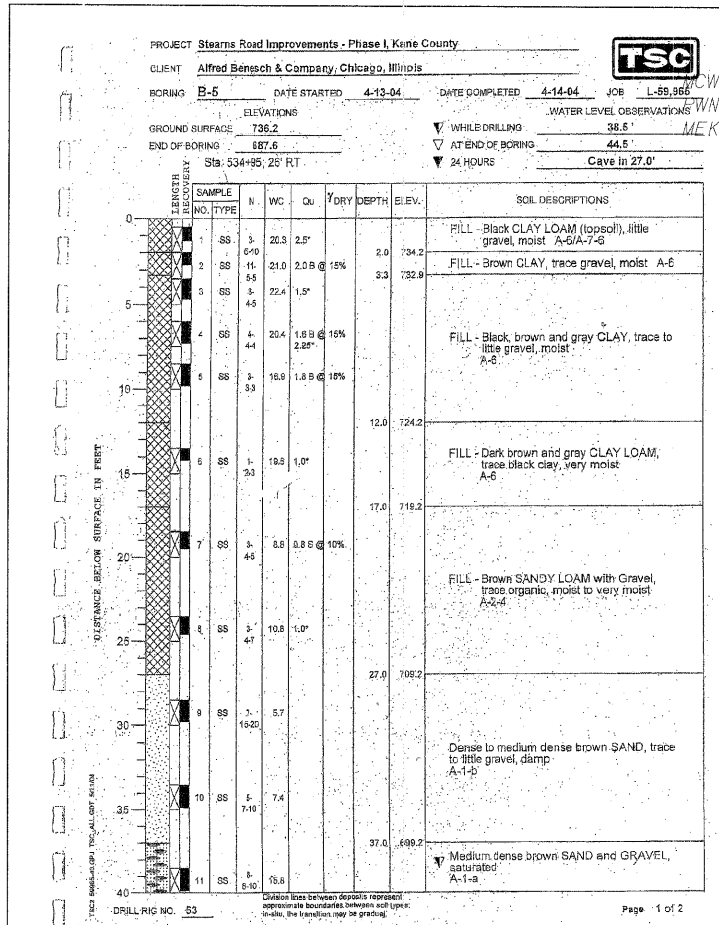 PROJECT Stearns Road Improvements - Phase I, Kane County
TSC
CLIENT Alfred Benesch & Company, Chicago, Illinois
BORING B-5 DATE STARTED 4-13-04 DATE COMPLETED 4-14-04 JOB L-59,965
MCW
PWN
MEK
ELEVATIONS WATER LEVEL OBSERVATIONS
GROUND SURFACE 736.2 WHILE DRILLING 38.5'
END OF BORING 687.6 AT END OF BORING 44.5'
Sta. 534+95; 26' RT 24 HOURS Cave in 27.0'
LENGTH RECOVERY SAMPLE NO. TYPE N WC Qu γDRY DEPTH ELEV. SOIL DESCRIPTIONS
0
1 SS 3-6-10 20.3 2.5* FILL - Black CLAY LOAM (topsoil), little
gravel, moist A-6/A-7-6
2.0 734.2
2 SS 11-5-5 21.0 2.0 B @ 15% FILL - Brown CLAY, trace gravel, moist A-6
3.3 732.9
3 SS 3-4-5 22.4 1.5*
5
4 SS 4-4-4 20.4 1.6 B @ 15%
2.25*
FILL - Black, brown and gray CLAY, trace to
little gravel, moist
A-6
5 SS 3-3-3 16.9 1.8 B @ 15%
10
12.0 724.2
6 SS 1-2-3 19.6 1.0* FILL - Dark brown and gray CLAY LOAM,
trace black clay, very moist
A-6
15
17.0 719.2
7 SS 3-4-5 8.8 0.8 S @ 10%
20
FILL - Brown SANDY LOAM with Gravel,
trace organic, moist to very moist
A-2-4
8 SS 3-4-7 10.8 1.0*
25
27.0 709.2
9 SS 15-20 5.7
30
Dense to medium dense brown SAND, trace
to little gravel, damp
A-1-b
10 SS 5-7-10 7.4
35
37.0 699.2
Medium dense brown SAND and GRAVEL,
saturated
A-1-a
11 SS 15.8
40
DISTANCE BELOW SURFACE IN FEET
Division lines between deposits represent
approximate boundaries between soil types;
in-situ, the transition may be gradual.
DRILL RIG NO. 53 Page 1 of 2